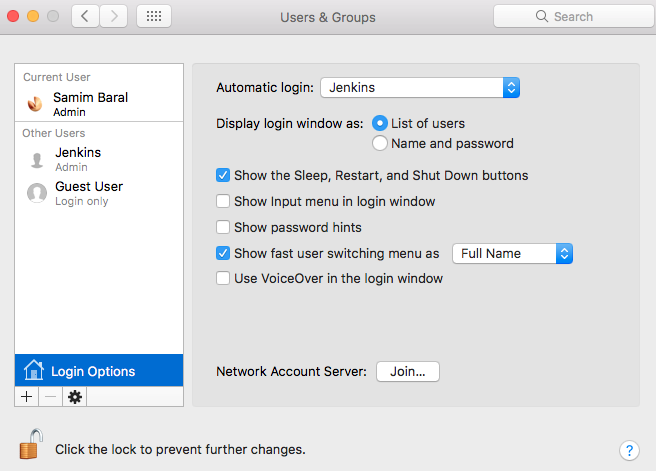 Users & Groups
Search
Current User
Samim Baral
Admin
Other Users
Jenkins
Admin
Guest User
Login only
Login Options
Automatic login: Jenkins
Display login window as: List of users
Name and password
Show the Sleep, Restart, and Shut Down buttons
Show Input menu in login window
Show password hints
Show fast user switching menu as Full Name
Use VoiceOver in the login window
Network Account Server: Join...
Click the lock to prevent further changes.
?